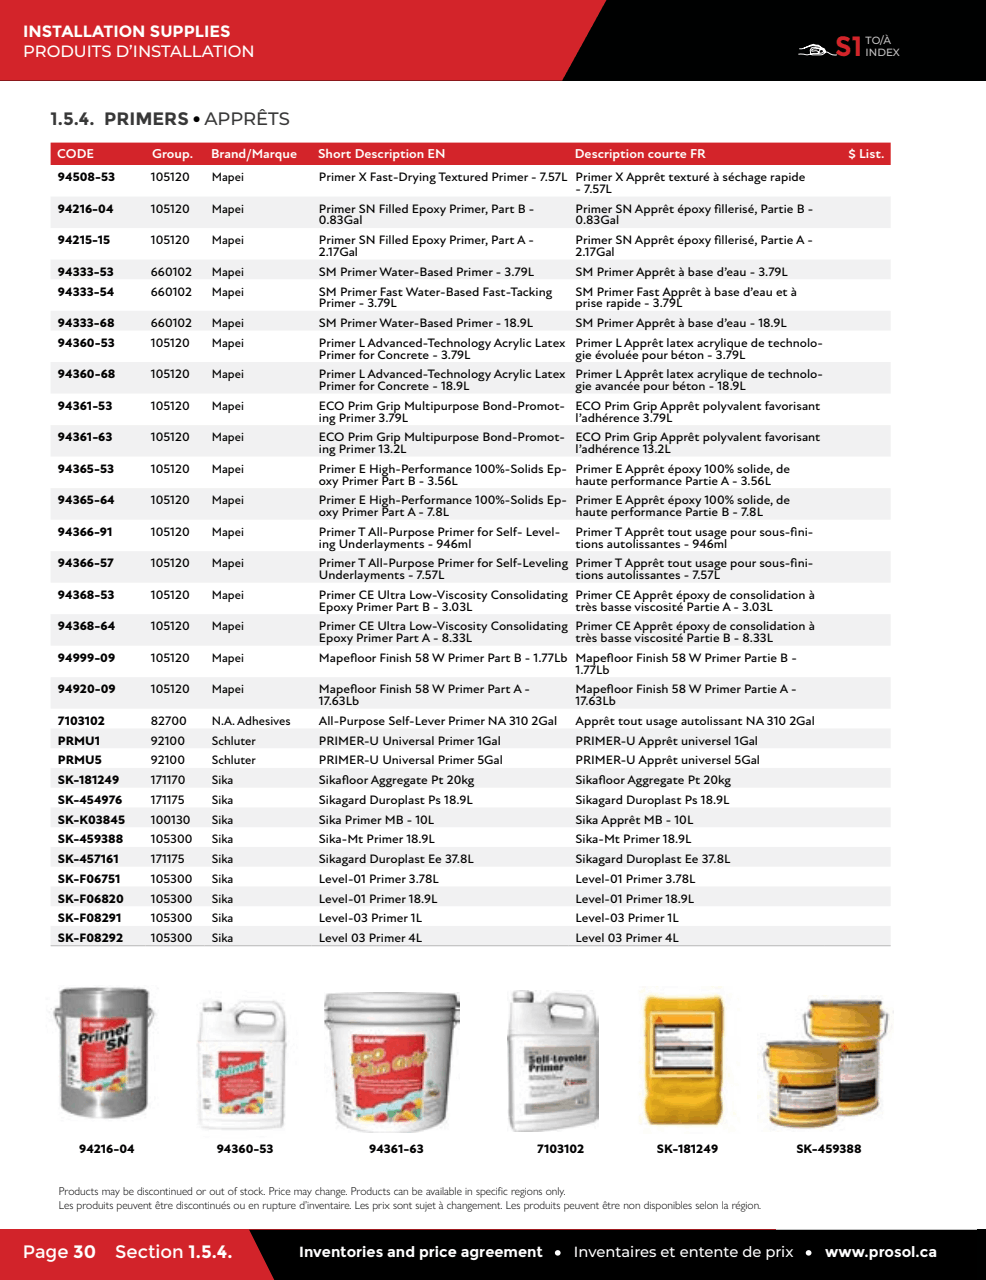 INSTALLATION SUPPLIES
PRODUITS D’INSTALLATION
S1 TO/À
INDEX
1.5.4. PRIMERS • APPRÊTS
CODE Group. Brand/Marque Short Description EN Description courte FR $ List.
94508-53 105120 Mapei Primer X Fast-Drying Textured Primer - 7.57L Primer X Apprêt texturé à séchage rapide
- 7.57L
94216-04 105120 Mapei Primer SN Filled Epoxy Primer, Part B - Primer SN Apprêt époxy fillerisé, Partie B -
0.83Gal 0.83Gal
94215-15 105120 Mapei Primer SN Filled Epoxy Primer, Part A - Primer SN Apprêt époxy fillerisé, Partie A -
2.17Gal 2.17Gal
94333-53 660102 Mapei SM Primer Water-Based Primer - 3.79L SM Primer Apprêt à base d’eau - 3.79L
94333-54 660102 Mapei SM Primer Fast Water-Based Fast-Tacking SM Primer Fast Apprêt à base d’eau et à
Primer - 3.79L prise rapide - 3.79L
94333-68 660102 Mapei SM Primer Water-Based Primer - 18.9L SM Primer Apprêt à base d’eau - 18.9L
94360-53 105120 Mapei Primer L Advanced-Technology Acrylic Latex Primer L Apprêt latex acrylique de technolo-
Primer for Concrete - 3.79L gie évoluée pour béton - 3.79L
94360-68 105120 Mapei Primer L Advanced-Technology Acrylic Latex Primer L Apprêt latex acrylique de technolo-
Primer for Concrete - 18.9L gie avancée pour béton - 18.9L
94361-53 105120 Mapei ECO Prim Grip Multipurpose Bond-Promot- ECO Prim Grip Apprêt polyvalent favorisant
ing Primer 3.79L l’adhérence 3.79L
94361-63 105120 Mapei ECO Prim Grip Multipurpose Bond-Promot- ECO Prim Grip Apprêt polyvalent favorisant
ing Primer 13.2L l’adhérence 13.2L
94365-53 105120 Mapei Primer E High-Performance 100%-Solids Ep- Primer E Apprêt époxy 100% solide, de
oxy Primer Part B - 3.56L haute performance Partie A - 3.56L
94365-64 105120 Mapei Primer E High-Performance 100%-Solids Ep- Primer E Apprêt époxy 100% solide, de
oxy Primer Part A - 7.8L haute performance Partie B - 7.8L
94366-91 105120 Mapei Primer T All-Purpose Primer for Self- Level- Primer T Apprêt tout usage pour sous-fini-
ing Underlayments - 946ml tions autolissantes - 946ml
94366-57 105120 Mapei Primer T All-Purpose Primer for Self-Leveling Primer T Apprêt tout usage pour sous-fini-
Underlayments - 7.57L tions autolissantes - 7.57L
94368-53 105120 Mapei Primer CE Ultra Low-Viscosity Consolidating Primer CE Apprêt époxy de consolidation à
Epoxy Primer Part B - 3.03L très basse viscosité Partie A - 3.03L
94368-64 105120 Mapei Primer CE Ultra Low-Viscosity Consolidating Primer CE Apprêt époxy de consolidation à
Epoxy Primer Part A - 8.33L très basse viscosité Partie B - 8.33L
94999-09 105120 Mapei Mapefloor Finish 58 W Primer Part B - 1.77Lb Mapefloor Finish 58 W Primer Partie B -
1.77Lb
94920-09 105120 Mapei Mapefloor Finish 58 W Primer Part A - Mapefloor Finish 58 W Primer Partie A -
17.63Lb 17.63Lb
7103102 82700 N.A. Adhesives All-Purpose Self-Lever Primer NA 310 2Gal Apprêt tout usage autolissant NA 310 2Gal
PRMU1 92100 Schluter PRIMER-U Universal Primer 1Gal PRIMER-U Apprêt universel 1Gal
PRMU5 92100 Schluter PRIMER-U Universal Primer 5Gal PRIMER-U Apprêt universel 5Gal
SK-181249 171170 Sika Sikafloor Aggregate Pt 20kg Sikafloor Aggregate Pt 20kg
SK-454976 171175 Sika Sikagard Duroplast Ps 18.9L Sikagard Duroplast Ps 18.9L
SK-K03845 100130 Sika Sika Primer MB - 10L Sika Apprêt MB - 10L
SK-459388 105300 Sika Sika-Mt Primer 18.9L Sika-Mt Primer 18.9L
SK-457161 171175 Sika Sikagard Duroplast Ee 37.8L Sikagard Duroplast Ee 37.8L
SK-F06751 105300 Sika Level-01 Primer 3.78L Level-01 Primer 3.78L
SK-F06820 105300 Sika Level-01 Primer 18.9L Level-01 Primer 18.9L
SK-F08291 105300 Sika Level-03 Primer 1L Level-03 Primer 1L
SK-F08292 105300 Sika Level 03 Primer 4L Level 03 Primer 4L
MAPEI Primer SN
Primer L
MAPEI ECO Prim Grip
Self-Leveler Primer
94216-04 94360-53 94361-63 7103102 SK-181249 SK-459388
Products may be discontinued or out of stock. Price may change. Products can be available in specific regions only.
Les produits peuvent être discontinués ou en rupture d’inventaire. Les prix sont sujet à changement. Les produits peuvent être non disponibles selon la région.
Page 30 Section 1.5.4. Inventories and price agreement • Inventaires et entente de prix • www.prosol.ca